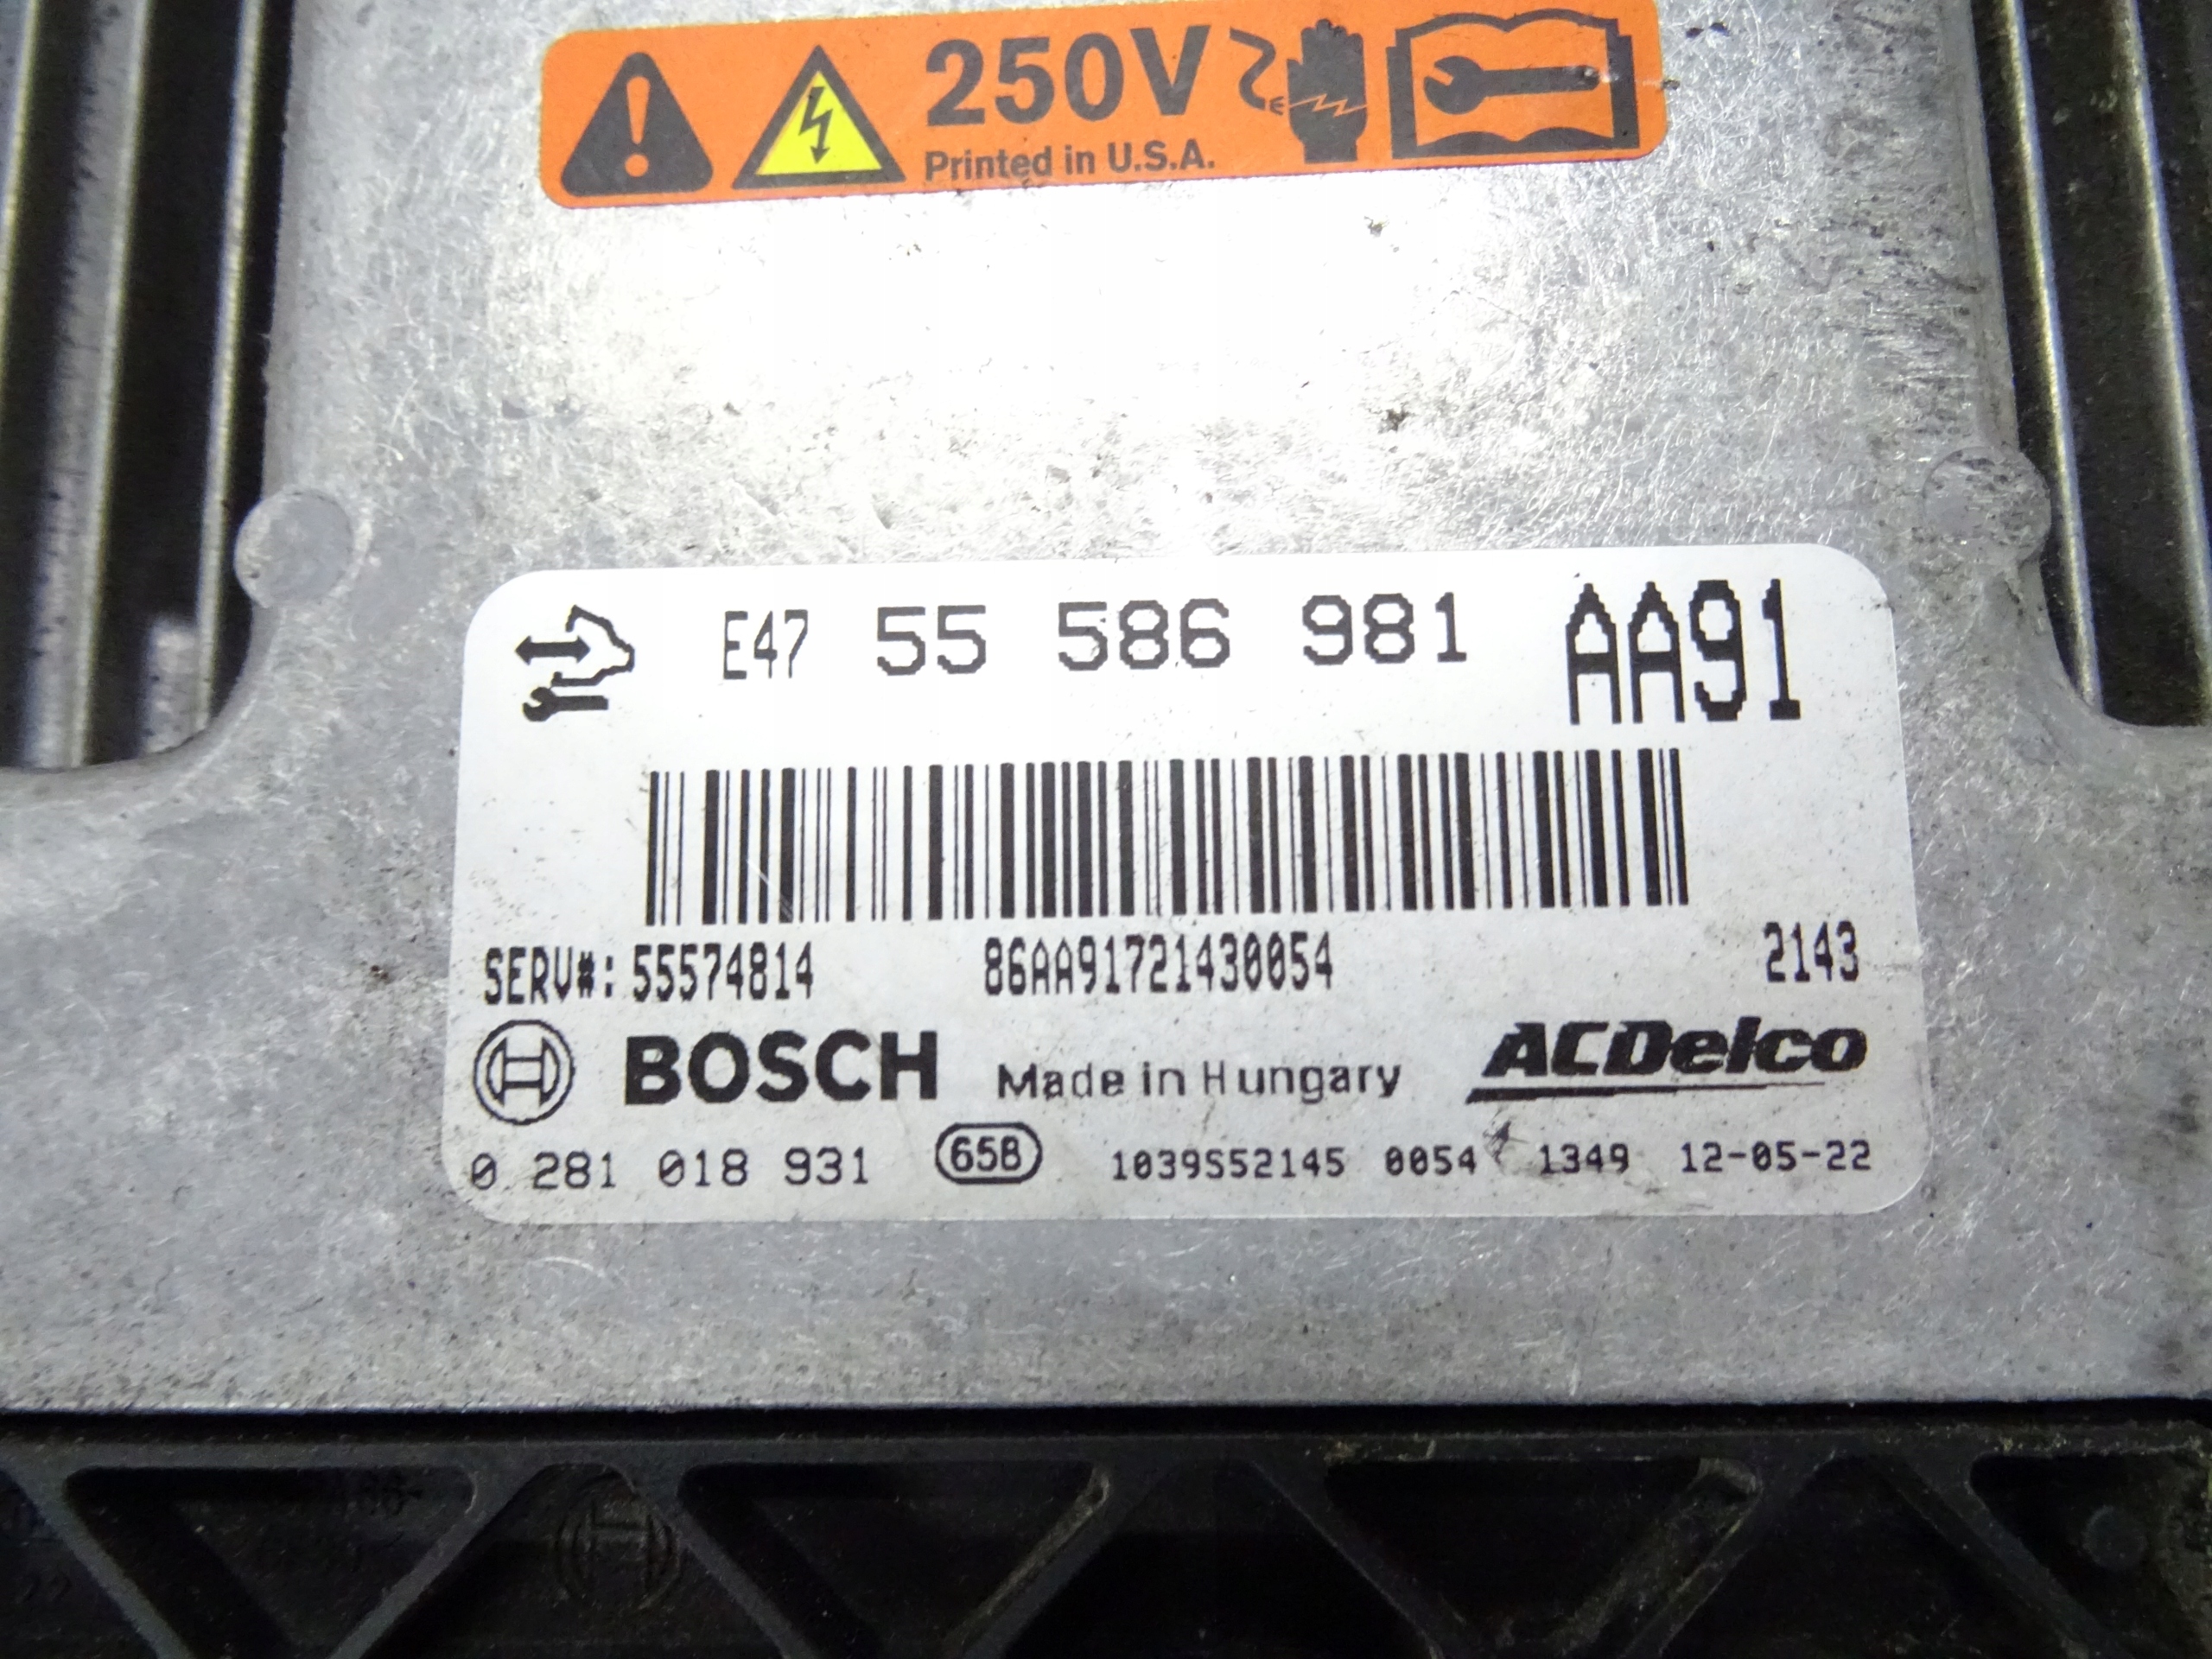 250V
Printed in U.S.A.
E47 55 586 981 AA91
SERV#: 55574814 86AA91721430054 2143
BOSCH Made in Hungary ACDelco
0 281 018 931 65B 1039S52145 0054 1349 12-05-22